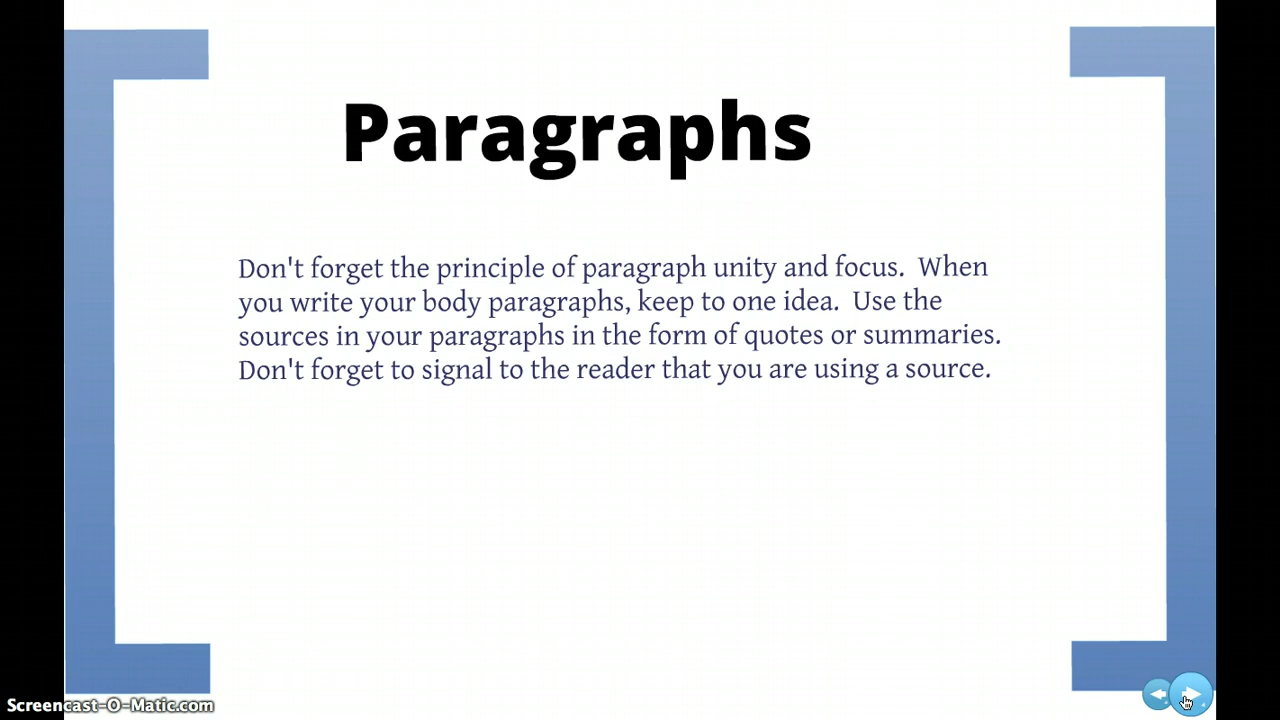 Paragraphs
Don't forget the principle of paragraph unity and focus.  When
you write your body paragraphs, keep to one idea.  Use the
sources in your paragraphs in the form of quotes or summaries.
Don't forget to signal to the reader that you are using a source.
Screencast-O-Matic.com